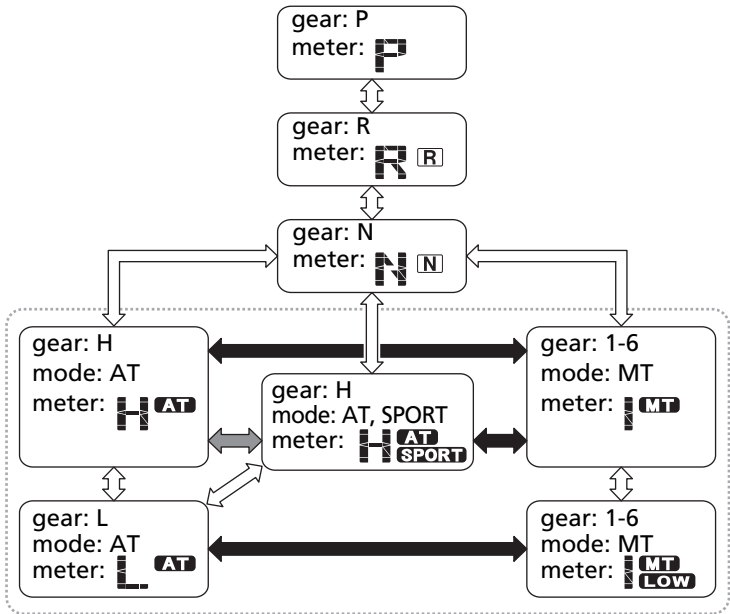 gear: P
meter: P
gear: R
meter: R R
gear: N
meter: N N
gear: H
mode: AT
meter: H AT
gear: H
mode: AT, SPORT
meter: H AT
SPORT
gear: 1-6
mode: MT
meter: 1 MT
gear: L
mode: AT
meter: L AT
gear: 1-6
mode: MT
meter: 1 MT
LOW